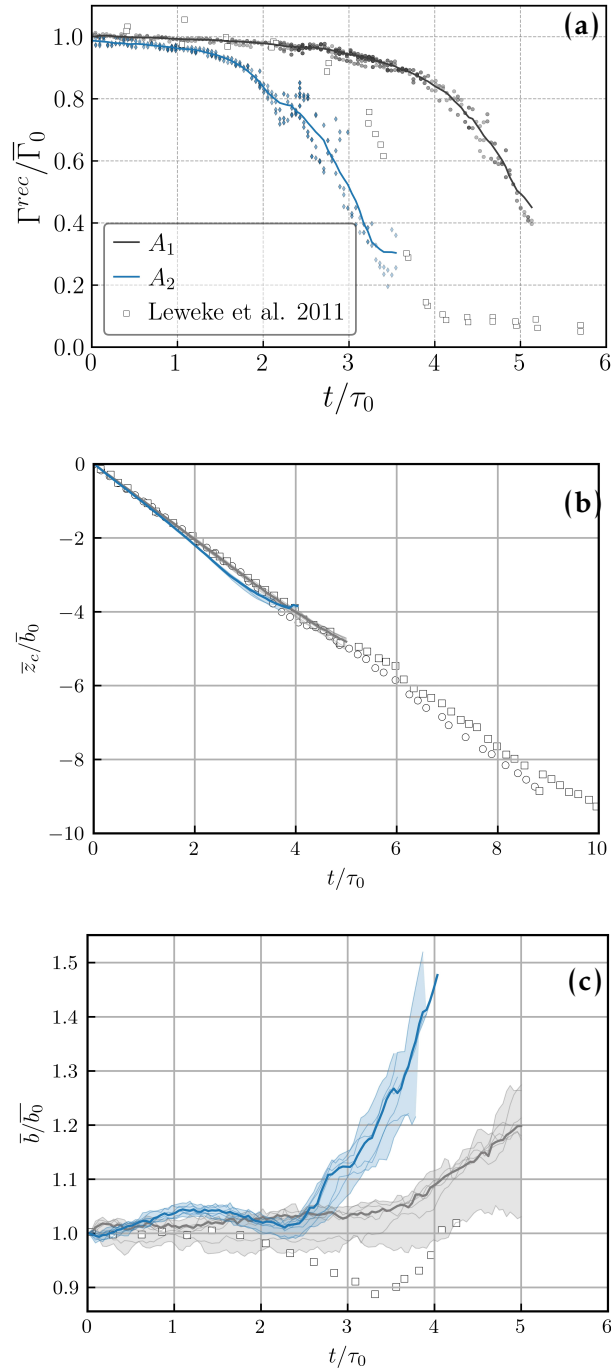 (a)
1.0
0.8
0.6
0.4
0.2
0.0
Γ^{rec}/Γ̅_0
A_1
A_2
Leweke et al. 2011
0 1 2 3 4 5 6
t/τ_0
(b)
0
−2
−4
−6
−8
−10
z̅_c/b̅_0
0 2 4 6 8 10
t/τ_0
(c)
1.5
1.4
1.3
1.2
1.1
1.0
0.9
b̅/b̅_0
0 1 2 3 4 5 6
t/τ_0